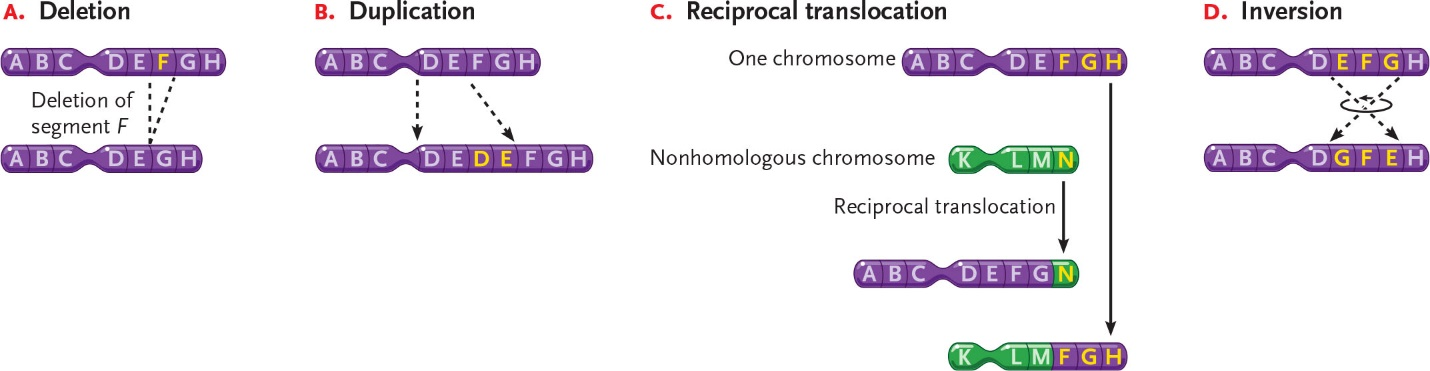 A. Deletion
A B C D E F G H
Deletion of
segment F
A B C D E G H
B. Duplication
A B C D E F G H
A B C D E D E F G H
C. Reciprocal translocation
One chromosome A B C D E F G H
Nonhomologous chromosome K L M N
Reciprocal translocation
A B C D E F G N
K L M F G H
D. Inversion
A B C D E F G H
A B C D G F E H